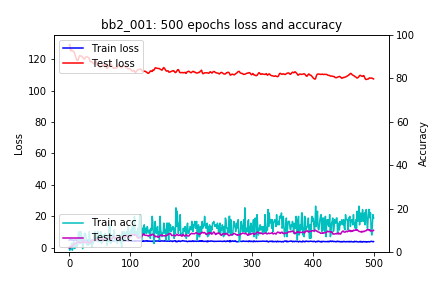 bb2_001: 500 epochs loss and accuracy
Train loss
Test loss
Train acc
Test acc
Loss
Accuracy
0
20
40
60
80
100
120
0
20
40
60
80
100
0
100
200
300
400
500